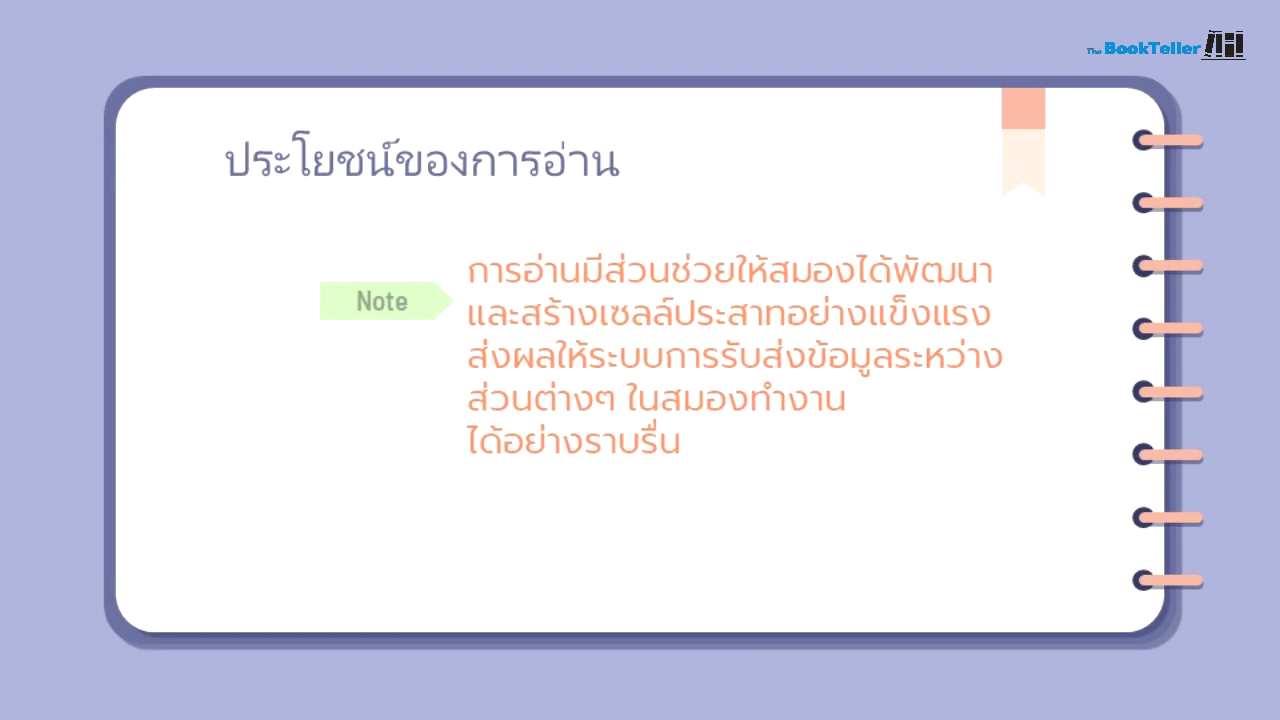 The BookTeller
ประโยชน์ของการอ่าน
Note
การอ่านมีส่วนช่วยให้สมองได้พัฒนา
และสร้างเซลล์ประสาทอย่างแข็งแรง
ส่งผลให้ระบบการรับส่งข้อมูลระหว่าง
ส่วนต่างๆ ในสมองทำงาน
ได้อย่างราบรื่น